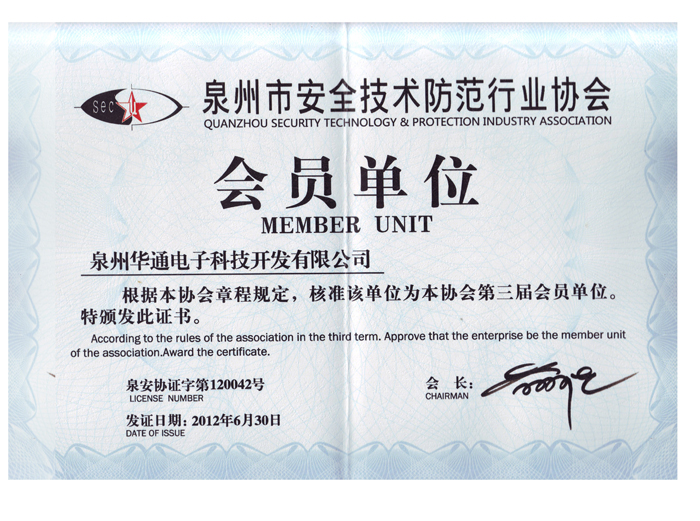 sec
泉州市安全技术防范行业协会
QUANZHOU SECURITY TECHNOLOGY & PROTECTION INDUSTRY ASSOCIATION
会员单位
MEMBER UNIT
泉州华通电子科技开发有限公司
根据本协会章程规定，核准该单位为本协会第三届会员单位。
特颁发此证书。
According to the rules of the association in the third term. Approve that the enterprise be the member unit
of the association.Award the certificate.
泉安协证字第120042号
LICENSE NUMBER
会 长：
CHAIRMAN
发证日期：2012年6月30日
DATE OF ISSUE